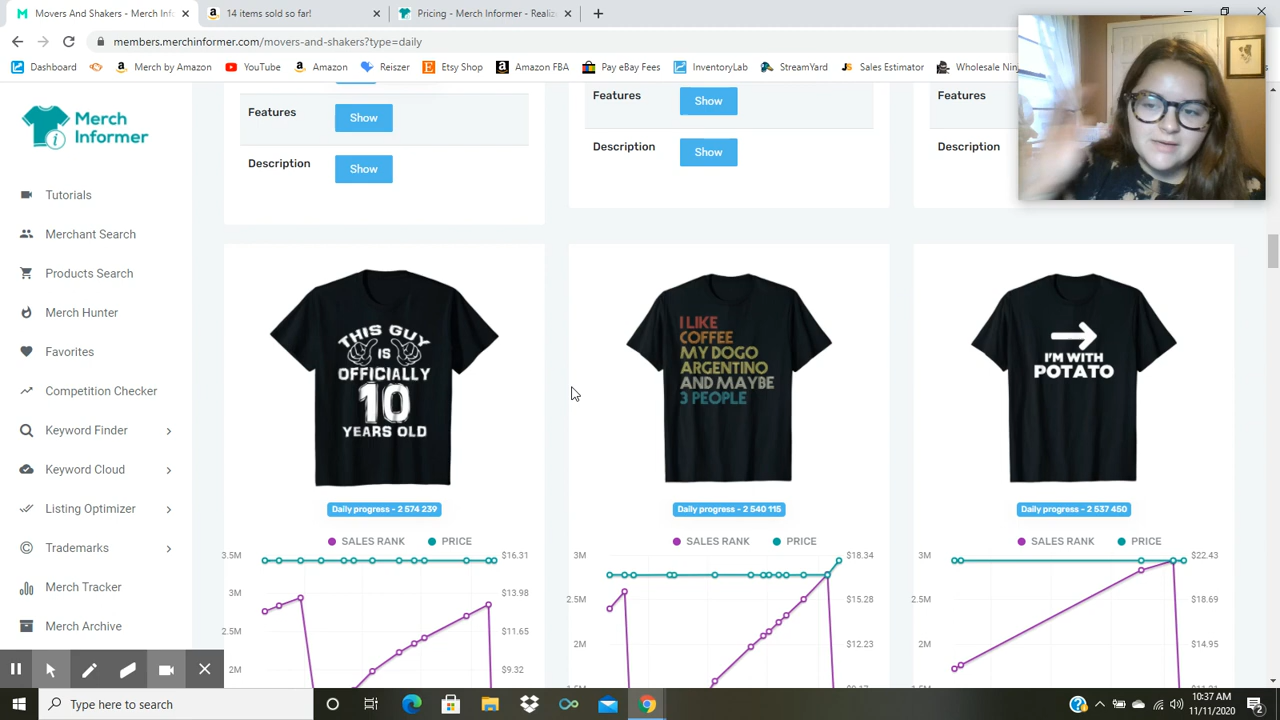 Movers and Shakers - Merch Inf
14 items sold so far!
Pricing - Merch Informer - Realiz
members.merchinformer.com/movers-and-shakers?type=daily
Dashboard
Merch by Amazon
YouTube
Amazon
Reiszer
Etsy Shop
Amazon FBA
Pay eBay Fees
InventoryLab
StreamYard
Sales Estimator
Wholesale Nin
Merch
Informer
Tutorials
Merchant Search
Products Search
Merch Hunter
Favorites
Competition Checker
Keyword Finder
Keyword Cloud
Listing Optimizer
Trademarks
Merch Tracker
Merch Archive
Features
Show
Description
Show
Features
Show
Description
Show
Features
Description
THIS GUY
IS
OFFICIALLY
10
YEARS OLD
Daily progress - 2 574 239
SALES RANK
PRICE
3.5M
3M
2.5M
2M
$16.31
$13.98
$11.65
$9.32
I LIKE
COFFEE
MY DOGO
ARGENTINO
AND MAYBE
3 PEOPLE
Daily progress - 2 540 115
SALES RANK
PRICE
3M
2.5M
2M
$18.34
$15.28
$12.23
I'M WITH
POTATO
Daily progress - 2 537 450
SALES RANK
PRICE
3M
2.5M
2M
$22.43
$18.69
$14.95
Type here to search
10:37 AM
11/11/2020
2